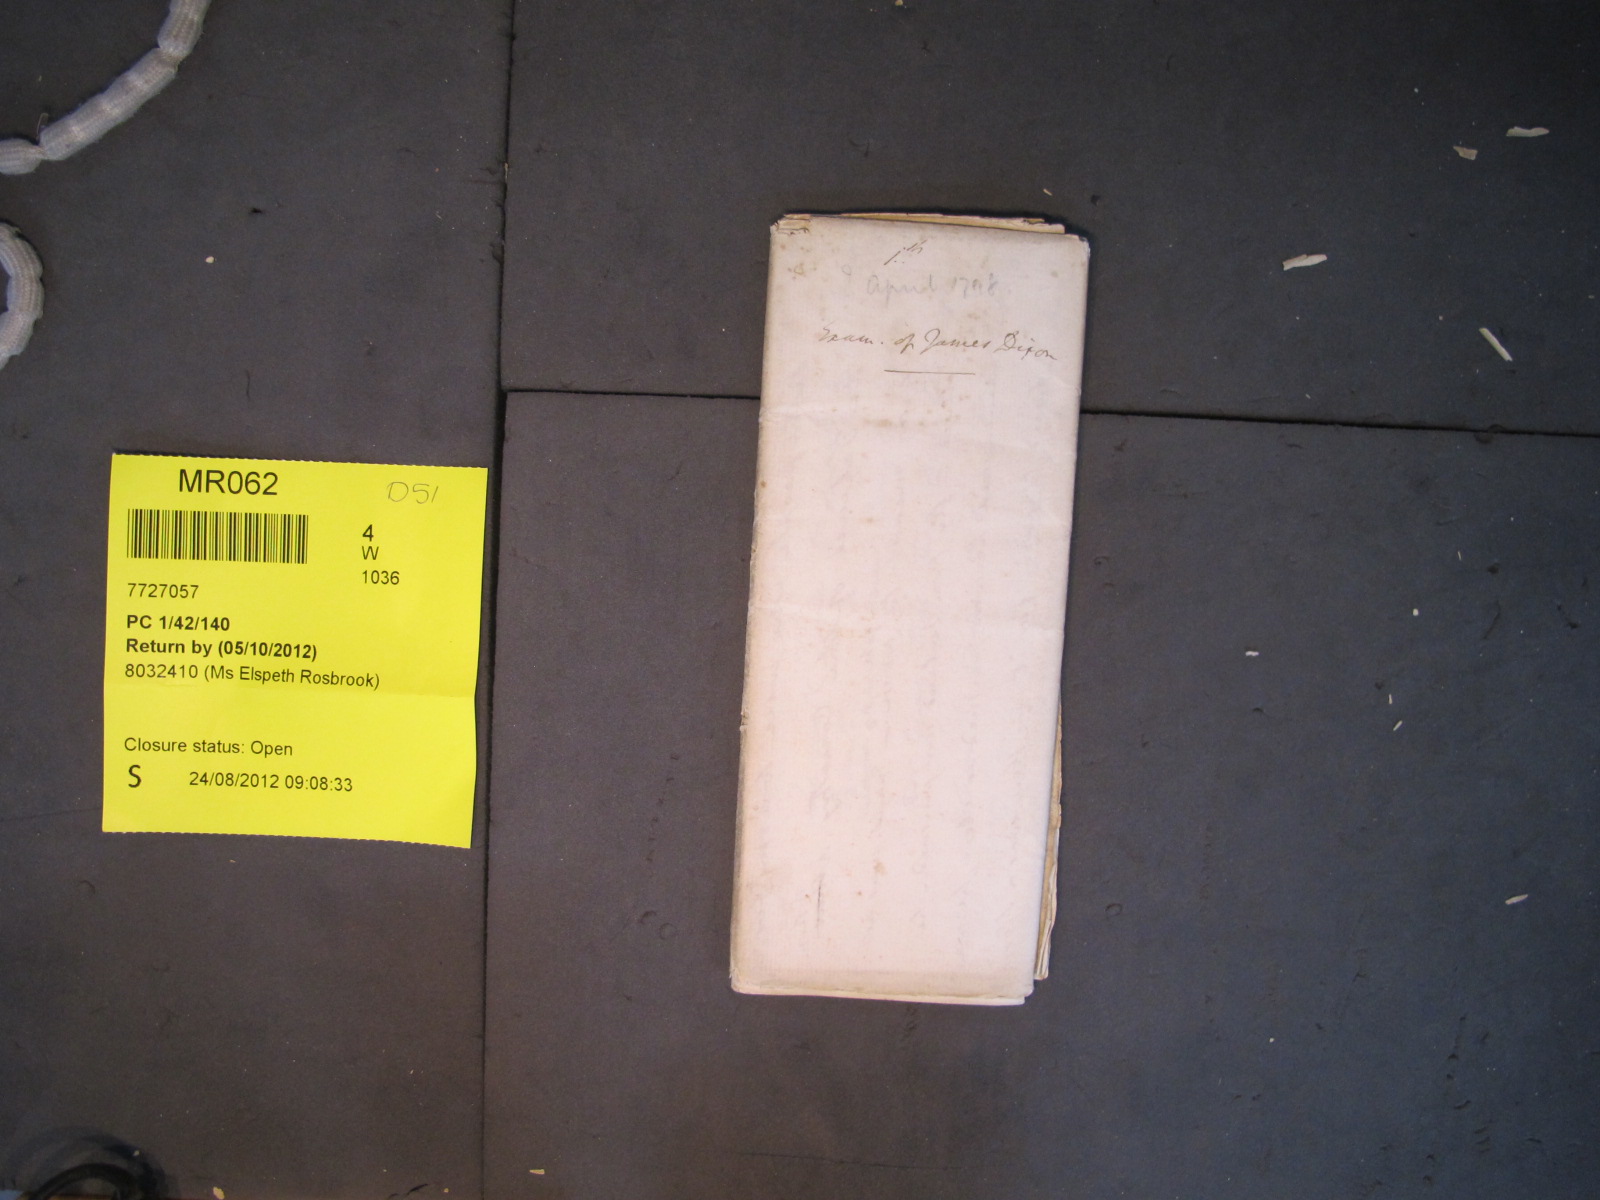 MR062
D51
4
W
1036
7727057
PC 1/42/140
Return by (05/10/2012)
8032410 (Ms Elspeth Rosbrook)
Closure status: Open
S 24/08/2012 09:08:33
April 1798
Exam. of James Dixon